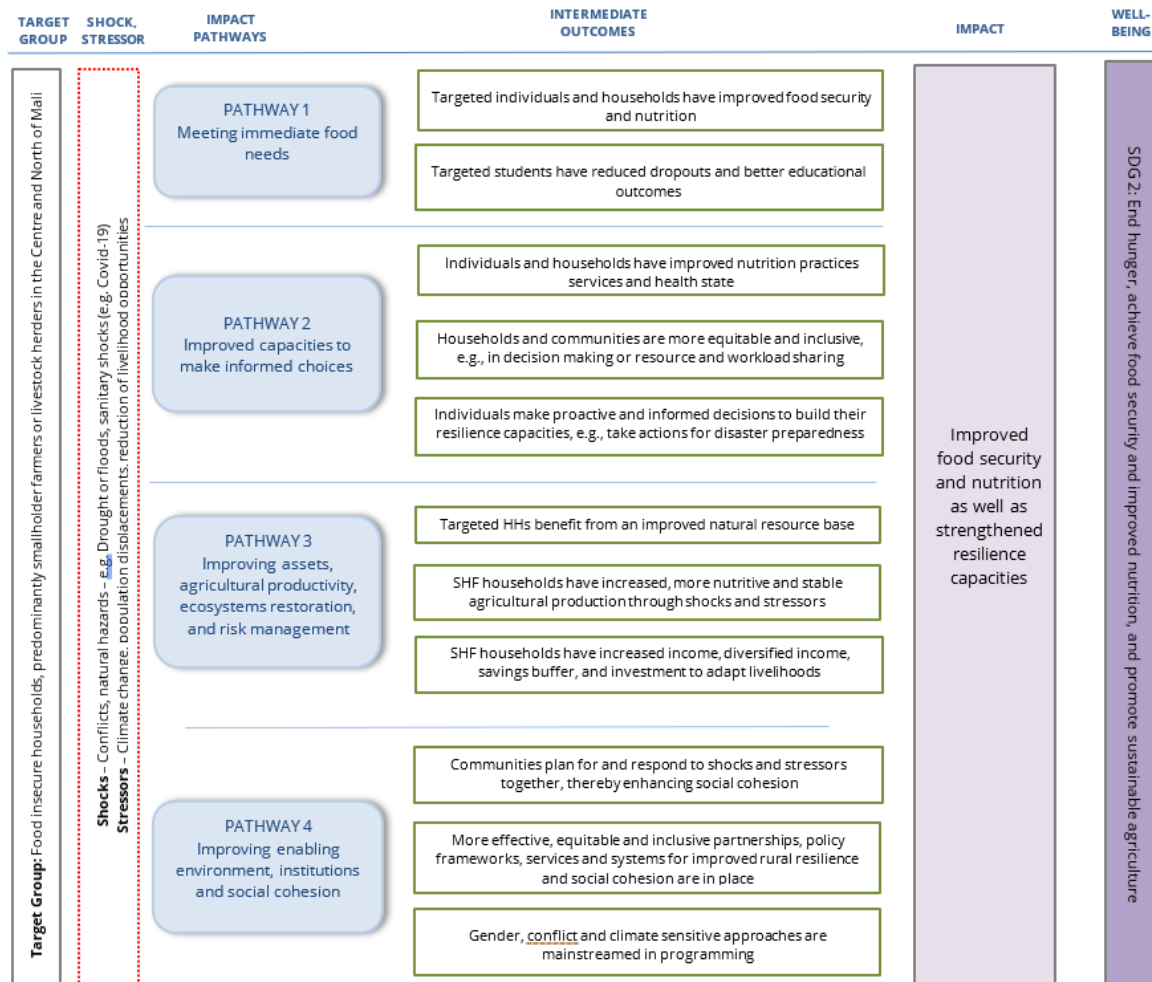 TARGET GROUP
SHOCK, STRESSOR
IMPACT PATHWAYS
INTERMEDIATE OUTCOMES
IMPACT
WELL-BEING
Target Group: Food insecure households, predominantly smallholder farmers or livestock herders in the Centre and North of Mali
Shocks – Conflicts, natural hazards – e.g. Drought or floods, sanitary shocks (e.g. Covid-19)
Stressors – Climate change, population displacements, reduction of livelihood opportunities
PATHWAY 1
Meeting immediate food
needs
Targeted individuals and households have improved food security
and nutrition
Targeted students have reduced dropouts and better educational
outcomes
PATHWAY 2
Improved capacities to
make informed choices
Individuals and households have improved nutrition practices
services and health state
Households and communities are more equitable and inclusive,
e.g., in decision making or resource and workload sharing
Individuals make proactive and informed decisions to build their
resilience capacities, e.g., take actions for disaster preparedness
PATHWAY 3
Improving assets,
agricultural productivity,
ecosystems restoration,
and risk management
Targeted HHs benefit from an improved natural resource base
SHF households have increased, more nutritive and stable
agricultural production through shocks and stressors
SHF households have increased income, diversified income,
savings buffer, and investment to adapt livelihoods
PATHWAY 4
Improving enabling
environment, institutions
and social cohesion
Communities plan for and respond to shocks and stressors
together, thereby enhancing social cohesion
More effective, equitable and inclusive partnerships, policy
frameworks, services and systems for improved rural resilience
and social cohesion are in place
Gender, conflict and climate sensitive approaches are
mainstreamed in programming
Improved
food security
and nutrition
as well as
strengthened
resilience
capacities
SDG 2: End hunger, achieve food security and improved nutrition, and promote sustainable agriculture